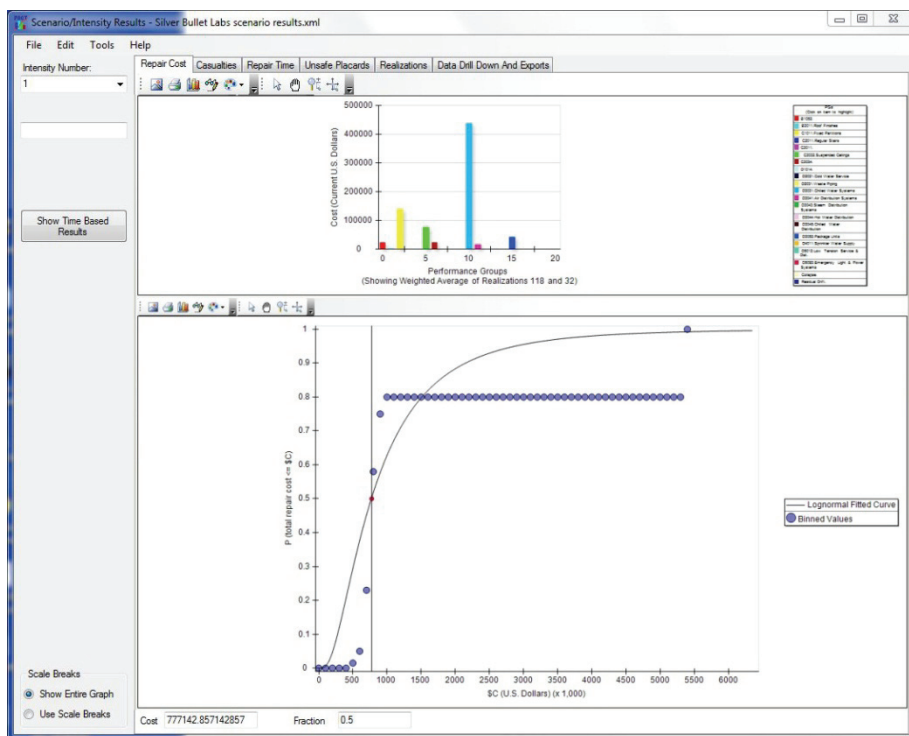 Scenario/Intensity Results - Silver Bullet Labs scenario results.xml
File Edit Tools Help
Intensity Number:
1
Show Time Based
Results
Repair Cost Casualties Repair Time Unsafe Placards Realizations Data Drill Down And Exports
500000
400000
300000
200000
100000
0
Cost (Current U.S. Dollars)
0 5 10 15 20
Performance Groups
(Showing Weighted Average of Realizations 118 and 32)
1
0.9
0.8
0.7
0.6
0.5
0.4
0.3
0.2
0.1
0
P (total repair cost <= $C)
0 500 1000 1500 2000 2500 3000 3500 4000 4500 5000 5500 6000
$C (U.S. Dollars) (x 1,000)
Lognormal Fitted Curve
Binned Values
Scale Breaks
Show Entire Graph
Use Scale Breaks
Cost 777142.857142857 Fraction 0.5